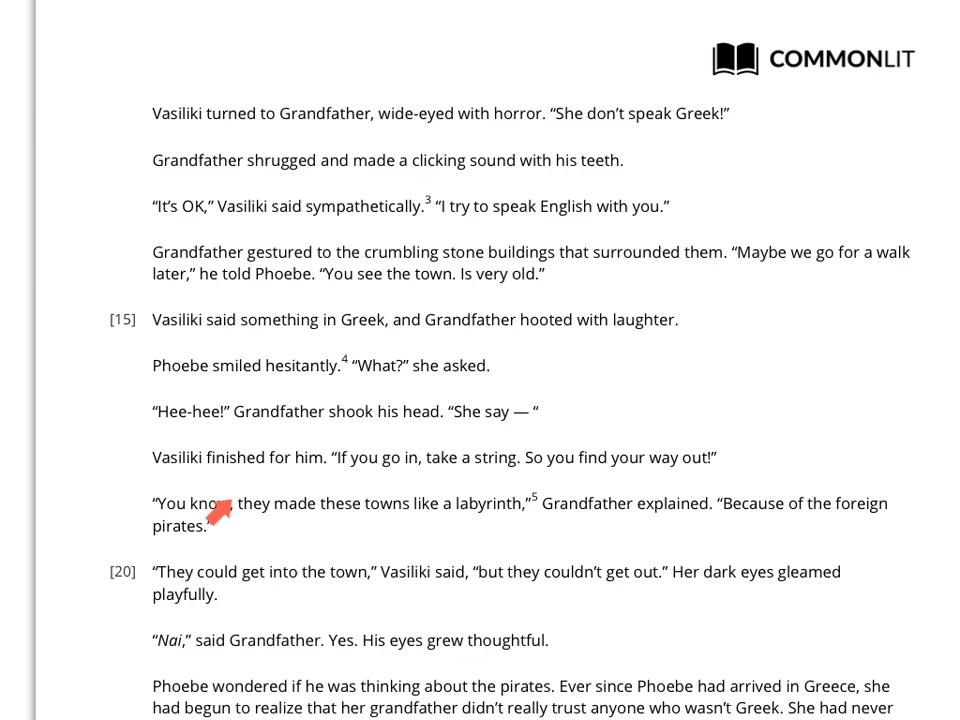 COMMONLIT
Vasiliki turned to Grandfather, wide-eyed with horror. “She don’t speak Greek!”
Grandfather shrugged and made a clicking sound with his teeth.
“It’s OK,” Vasiliki said sympathetically.3 “I try to speak English with you.”
Grandfather gestured to the crumbling stone buildings that surrounded them. “Maybe we go for a walk
later,” he told Phoebe. “You see the town. Is very old.”
[15] Vasiliki said something in Greek, and Grandfather hooted with laughter.
Phoebe smiled hesitantly.4 “What?” she asked.
“Hee-hee!” Grandfather shook his head. “She say — “
Vasiliki finished for him. “If you go in, take a string. So you find your way out!”
“You know, they made these towns like a labyrinth,”5 Grandfather explained. “Because of the foreign
pirates.”
[20] “They could get into the town,” Vasiliki said, “but they couldn’t get out.” Her dark eyes gleamed
playfully.
“Nai,” said Grandfather. Yes. His eyes grew thoughtful.
Phoebe wondered if he was thinking about the pirates. Ever since Phoebe had arrived in Greece, she
had begun to realize that her grandfather didn’t really trust anyone who wasn’t Greek. She had never